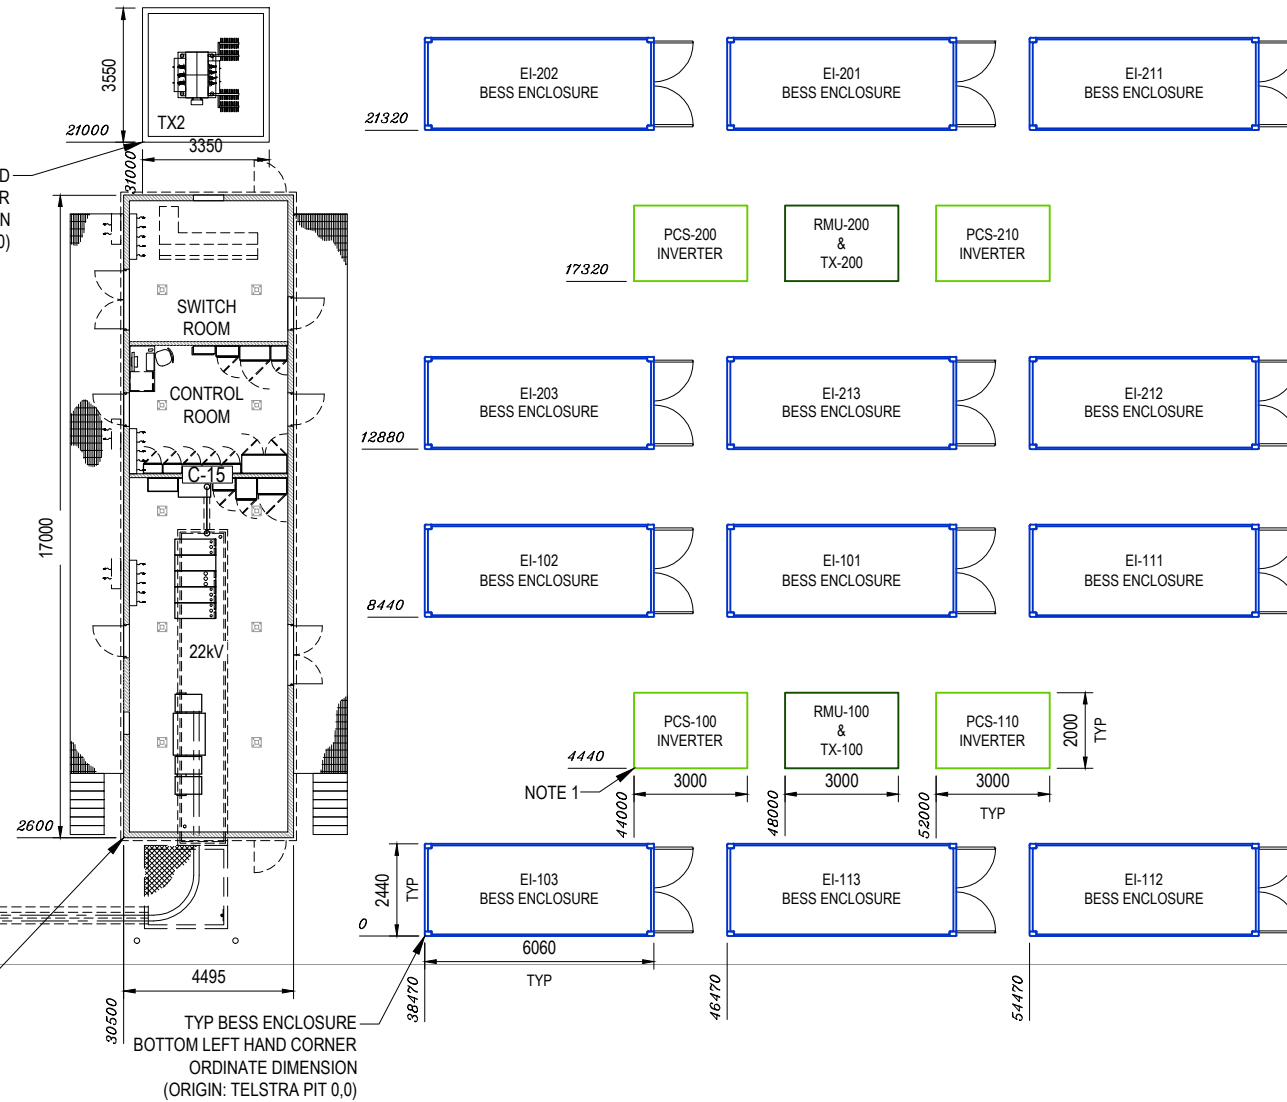 3550
TX2
21000
3350
31000
D
R
N
0)
EI-202
BESS ENCLOSURE
EI-201
BESS ENCLOSURE
EI-211
BESS ENCLOSURE
21320
PCS-200
INVERTER
RMU-200
&
TX-200
PCS-210
INVERTER
17320
SWITCH
ROOM
CONTROL
ROOM
C-15
17000
22kV
EI-203
BESS ENCLOSURE
EI-213
BESS ENCLOSURE
EI-212
BESS ENCLOSURE
12880
EI-102
BESS ENCLOSURE
EI-101
BESS ENCLOSURE
EI-111
BESS ENCLOSURE
8440
PCS-100
INVERTER
RMU-100
&
TX-100
PCS-110
INVERTER
2000
TYP
4440
NOTE 1
3000
3000
3000
TYP
44000
48000
52000
2600
EI-103
BESS ENCLOSURE
EI-113
BESS ENCLOSURE
EI-112
BESS ENCLOSURE
2440
TYP
0
6060
TYP
4495
30500
38470
46470
54470
TYP BESS ENCLOSURE
BOTTOM LEFT HAND CORNER
ORDINATE DIMENSION
(ORIGIN: TELSTRA PIT 0,0)